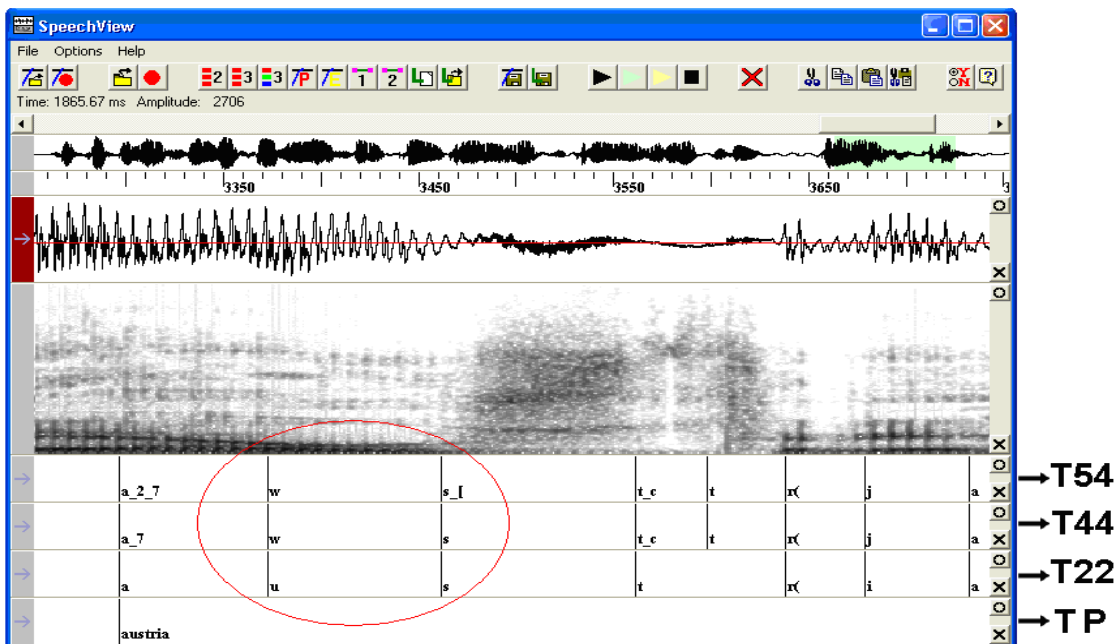 SpeechView
File Options Help
2 3 3 P E 1 2
Time: 1865.67 ms Amplitude: 2706
3350 3450 3550 3650 3
a_2_7 w s_[ t_c t r( j a →T54
a_7 w s t_c t r( j a →T44
a u s t r( i a →T22
austria →TP